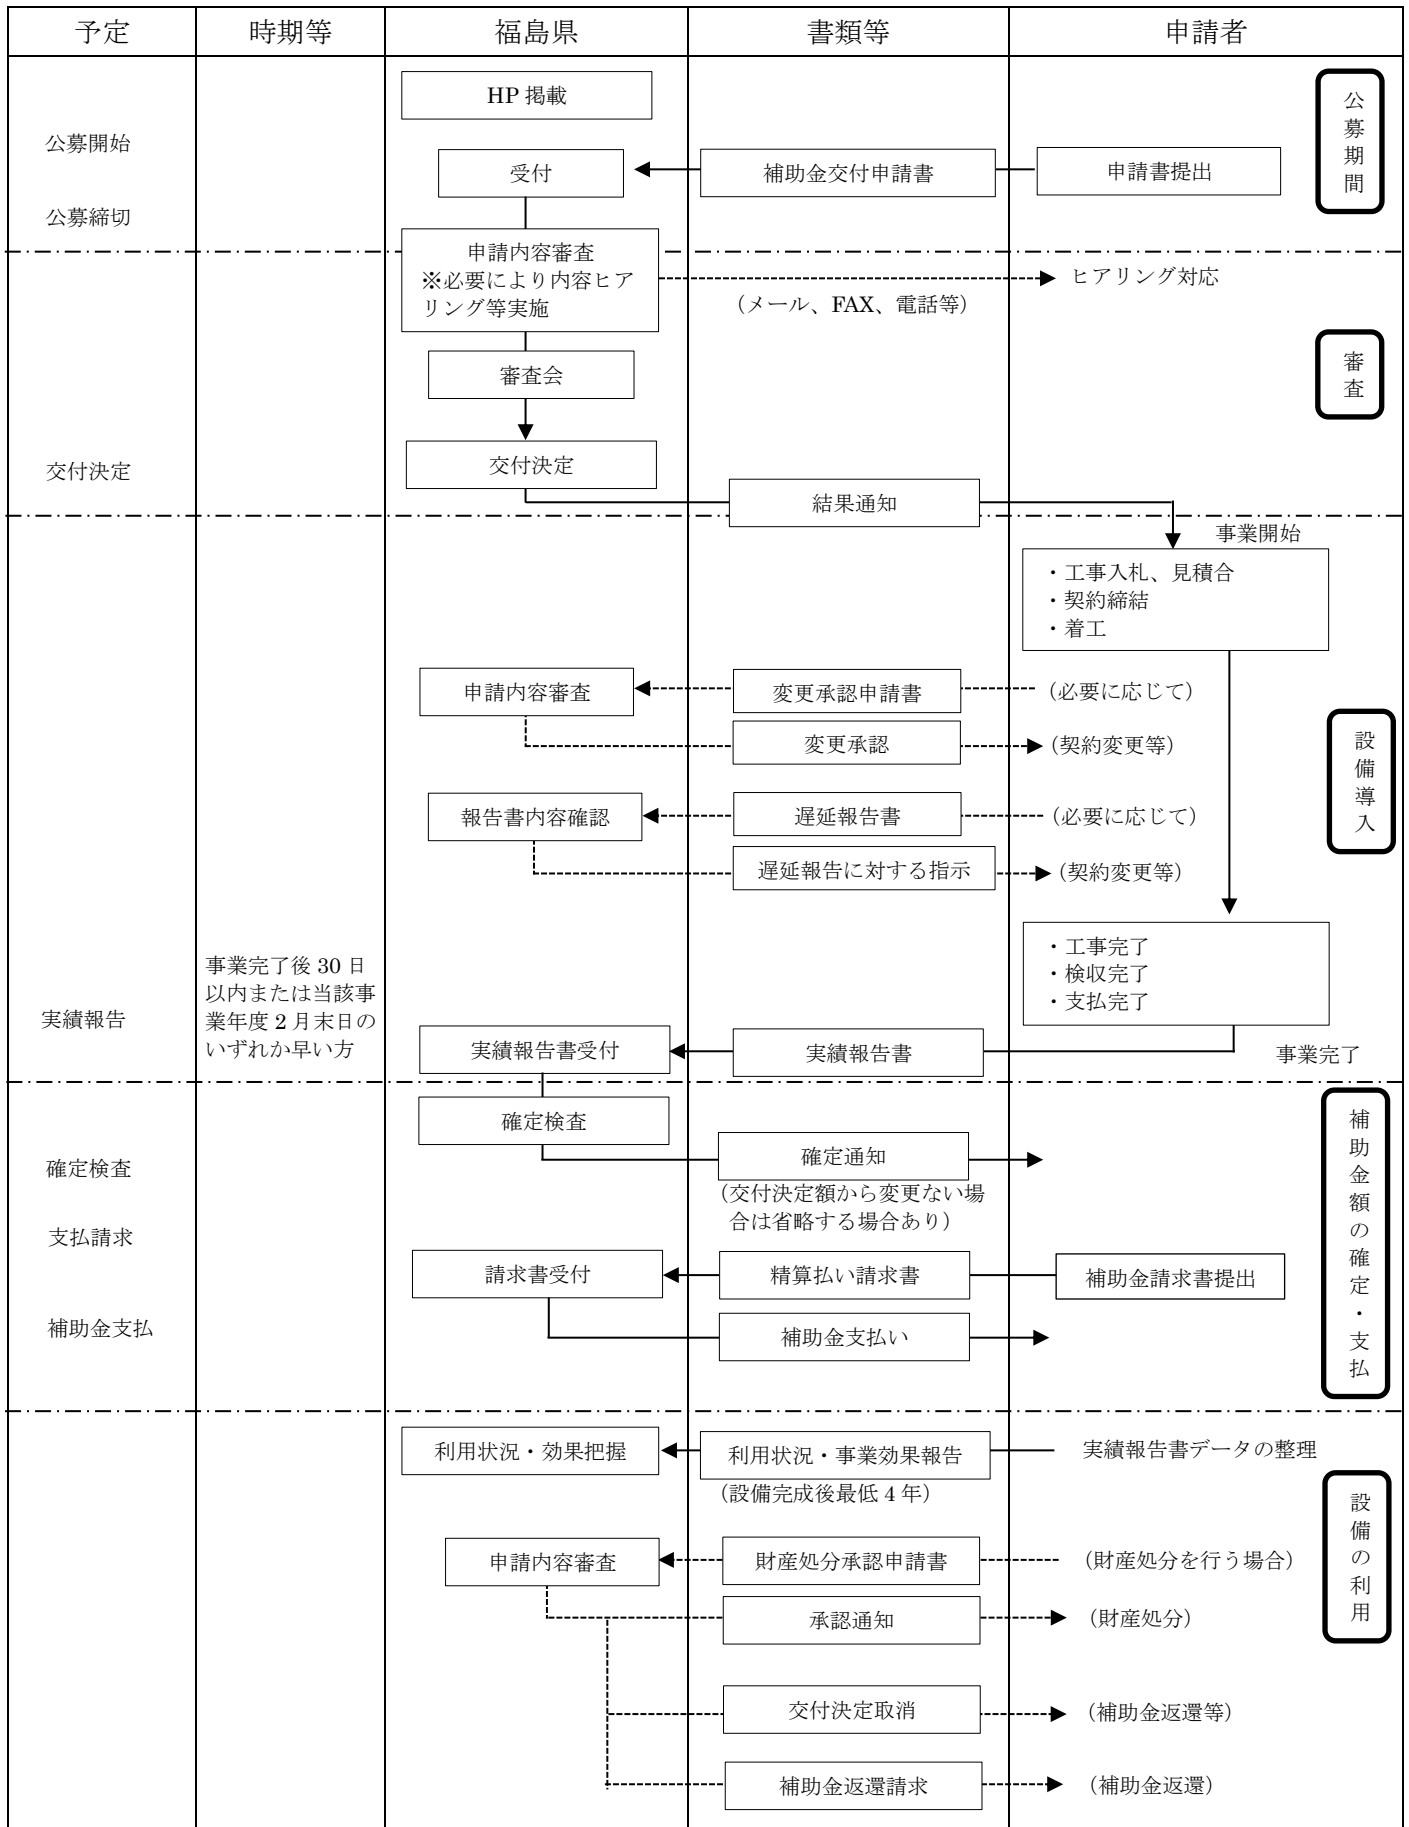 予定 時期等 福島県 書類等 申請者
HP 掲載
公募期間
公募開始
受付 補助金交付申請書 申請書提出
公募締切
申請内容審査
※必要により内容ヒア
リング等実施
ヒアリング対応
（メール、FAX、電話等）
審査
審査会
交付決定 交付決定
結果通知
事業開始
・工事入札、見積合
・契約締結
・着工
申請内容審査 変更承認申請書 （必要に応じて）
変更承認 （契約変更等）
設備導入
報告書内容確認 遅延報告書 （必要に応じて）
遅延報告に対する指示 （契約変更等）
・工事完了
・検収完了
・支払完了
実績報告
事業完了後 30 日
以内または当該事
業年度 2 月末日の
いずれか早い方
実績報告書受付 実績報告書 事業完了
補助金額の確定・支払
確定検査
確定検査 確定通知
（交付決定額から変更ない場
合は省略する場合あり）
支払請求
請求書受付 精算払い請求書 補助金請求書提出
補助金支払 補助金支払い
利用状況・効果把握 利用状況・事業効果報告 実績報告書データの整理
（設備完成後最低 4 年）
設備の利用
申請内容審査 財産処分承認申請書 （財産処分を行う場合）
承認通知 （財産処分）
交付決定取消 （補助金返還等）
補助金返還請求 （補助金返還）